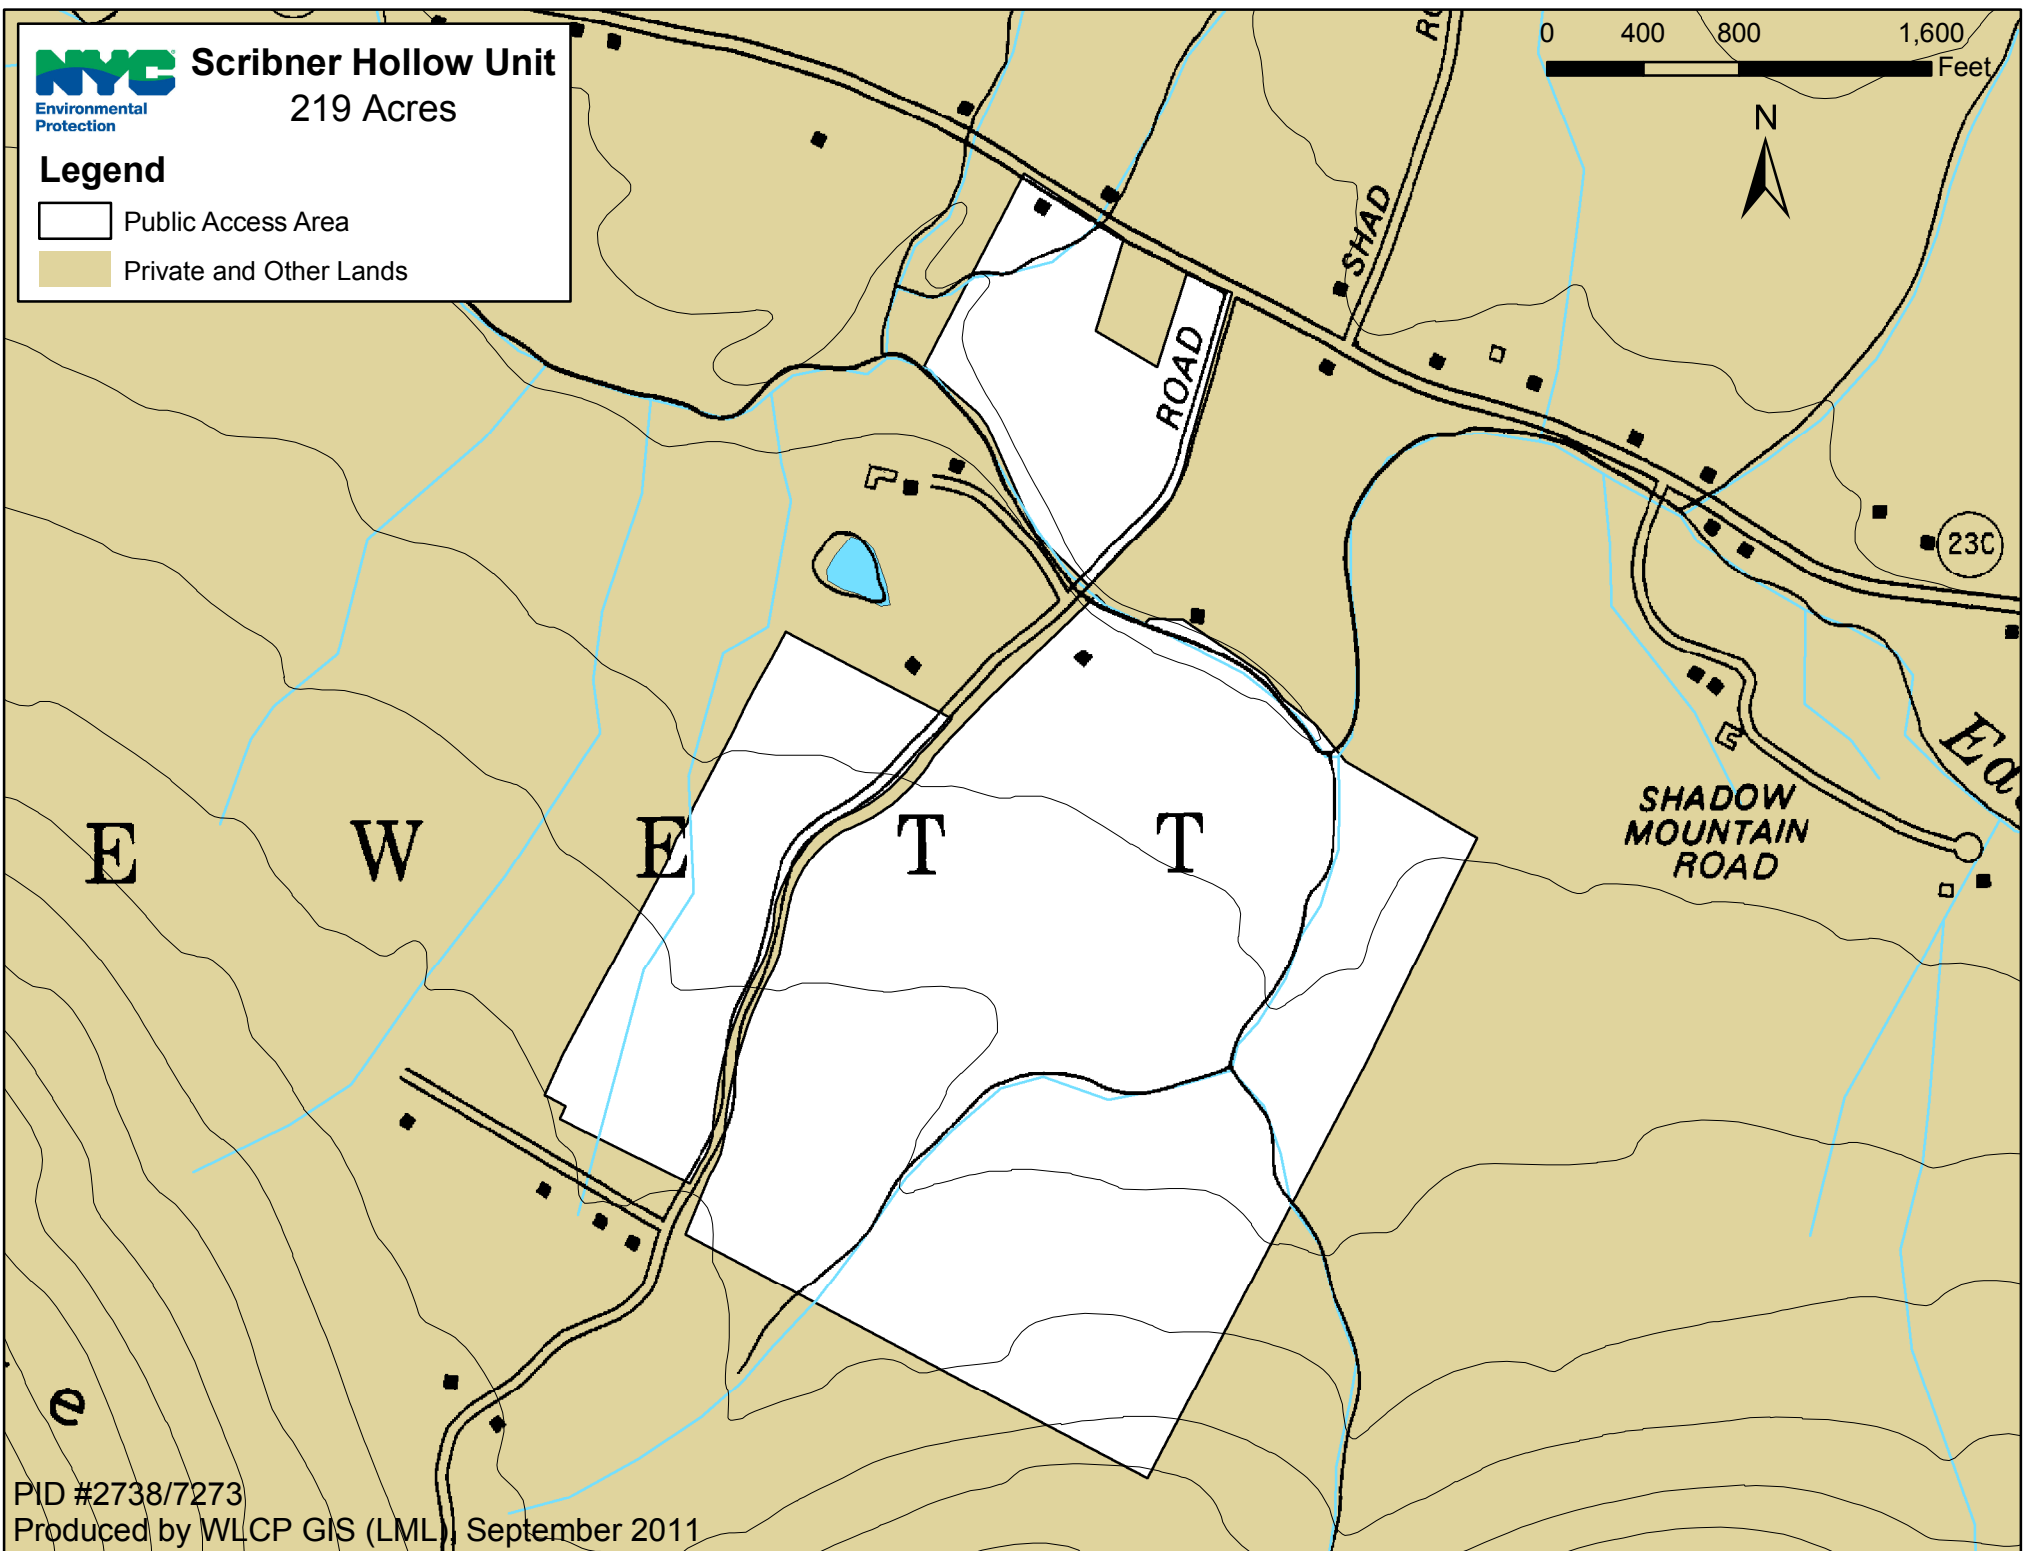 NYC
Environmental
Protection
Scribner Hollow Unit
219 Acres
Legend
Public Access Area
Private and Other Lands
0 400 800 1,600
Feet
N
SHAD
ROAD
23C
SHADOW
MOUNTAIN
ROAD
E W E T T
e
PID #2738/7273
Produced by WLCP GIS (LML), September 2011